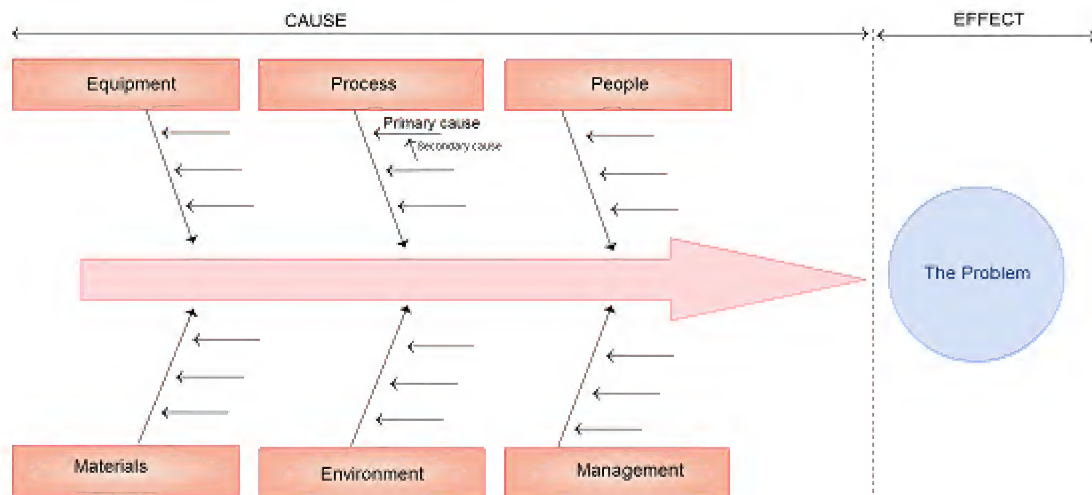 CAUSE
EFFECT
Equipment
Process
People
Primary cause
Secondary cause
The Problem
Materials
Environment
Management